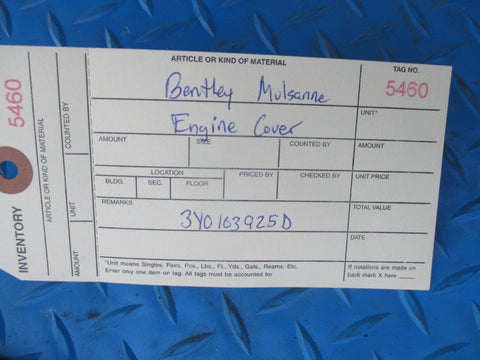 5460
INVENTORY
ARTICLE OR KIND OF MATERIAL
COUNTED BY
UNIT
AMOUNT
ARTICLE OR KIND OF MATERIAL
TAG NO.
Bentley Mulsanne
5460
UNIT*
Engine Cover
AMOUNT
SIZE
COUNTED BY
AMOUNT
LOCATION
PRICED BY
CHECKED BY
UNIT PRICE
BLDG.
SEC.
FLOOR
REMARKS
TOTAL VALUE
3Y0103925D
DATE
*Unit means Singles, Pairs, Pcs., Lbs., Ft., Yds., Gals., Reams, Etc.
Enter only one item on tag. All tags must be accounted for
If notations are made on
back mark X here ____